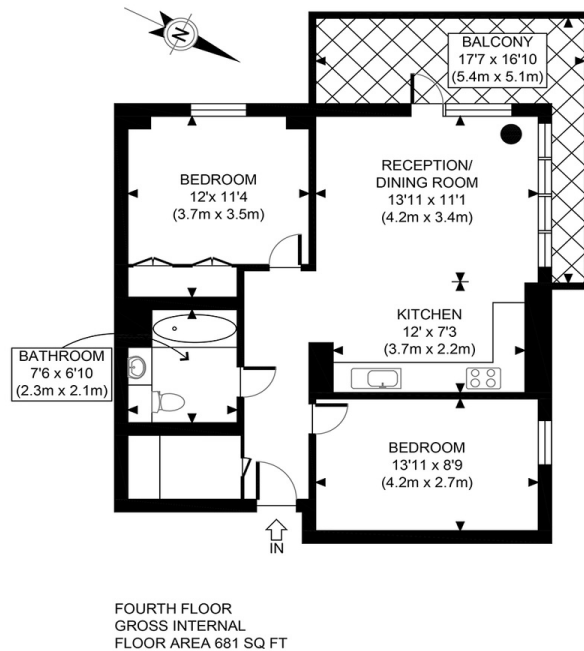 N
BALCONY
17'7 x 16'10
(5.4m x 5.1m)
BEDROOM
12'x 11'4
(3.7m x 3.5m)
RECEPTION/
DINING ROOM
13'11 x 11'1
(4.2m x 3.4m)
KITCHEN
12' x 7'3
(3.7m x 2.2m)
BATHROOM
7'6 x 6'10
(2.3m x 2.1m)
BEDROOM
13'11 x 8'9
(4.2m x 2.7m)
IN
FOURTH FLOOR
GROSS INTERNAL
FLOOR AREA 681 SQ FT